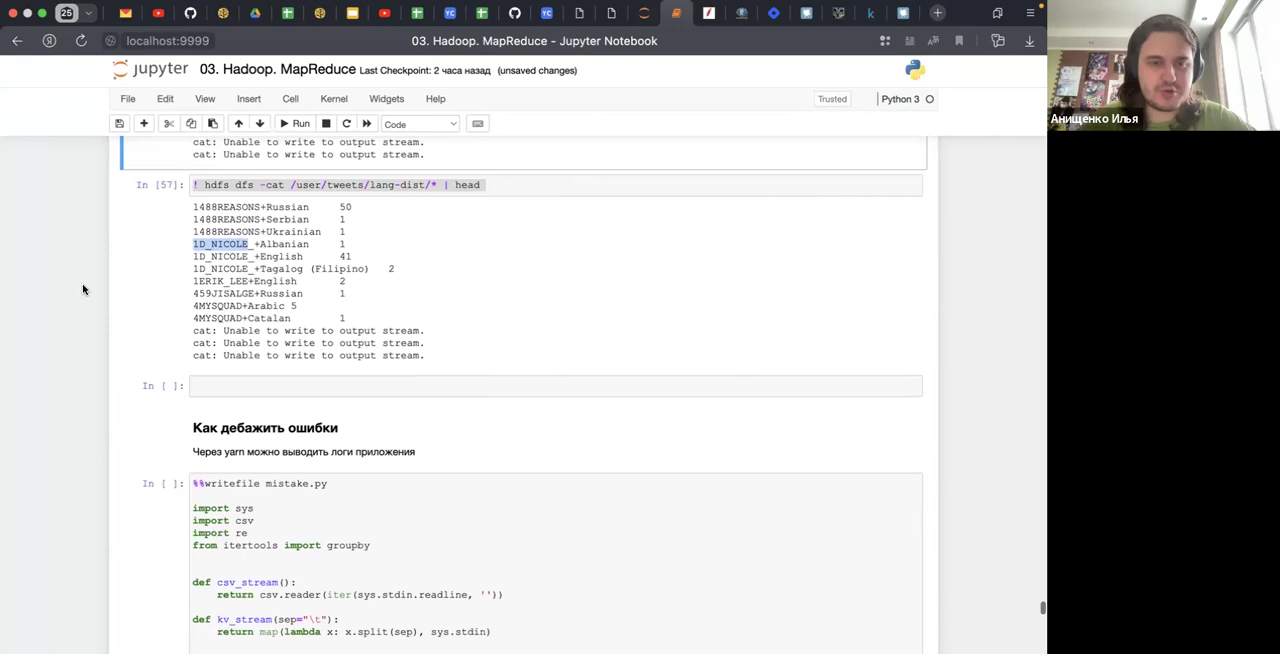 25
localhost:9999
03. Hadoop. MapReduce - Jupyter Notebook
jupyter 03. Hadoop. MapReduce Last Checkpoint: 2 часа назад (unsaved changes)
File Edit View Insert Cell Kernel Widgets Help
Trusted
Python 3
Run
Code
Анищенко Илья
cat: Unable to write to output stream.
cat: Unable to write to output stream.
In [57]: ! hdfs dfs -cat /user/tweets/lang-dist/* | head
1488REASONS+Russian 50
1488REASONS+Serbian 1
1488REASONS+Ukrainian 1
1D_NICOLE_+Albanian 1
1D_NICOLE_+English 41
1D_NICOLE_+Tagalog (Filipino) 2
1ERIK_LEE+English 2
459JISALGE+Russian 1
4MYSQUAD+Arabic 5
4MYSQUAD+Catalan 1
cat: Unable to write to output stream.
cat: Unable to write to output stream.
cat: Unable to write to output stream.
In [ ]:
Как дебажить ошибки
Через yarn можно выводить логи приложения
In [ ]: %%writefile mistake.py
import sys
import csv
import re
from itertools import groupby
def csv_stream():
return csv.reader(iter(sys.stdin.readline, ''))
def kv_stream(sep="\t"):
return map(lambda x: x.split(sep), sys.stdin)